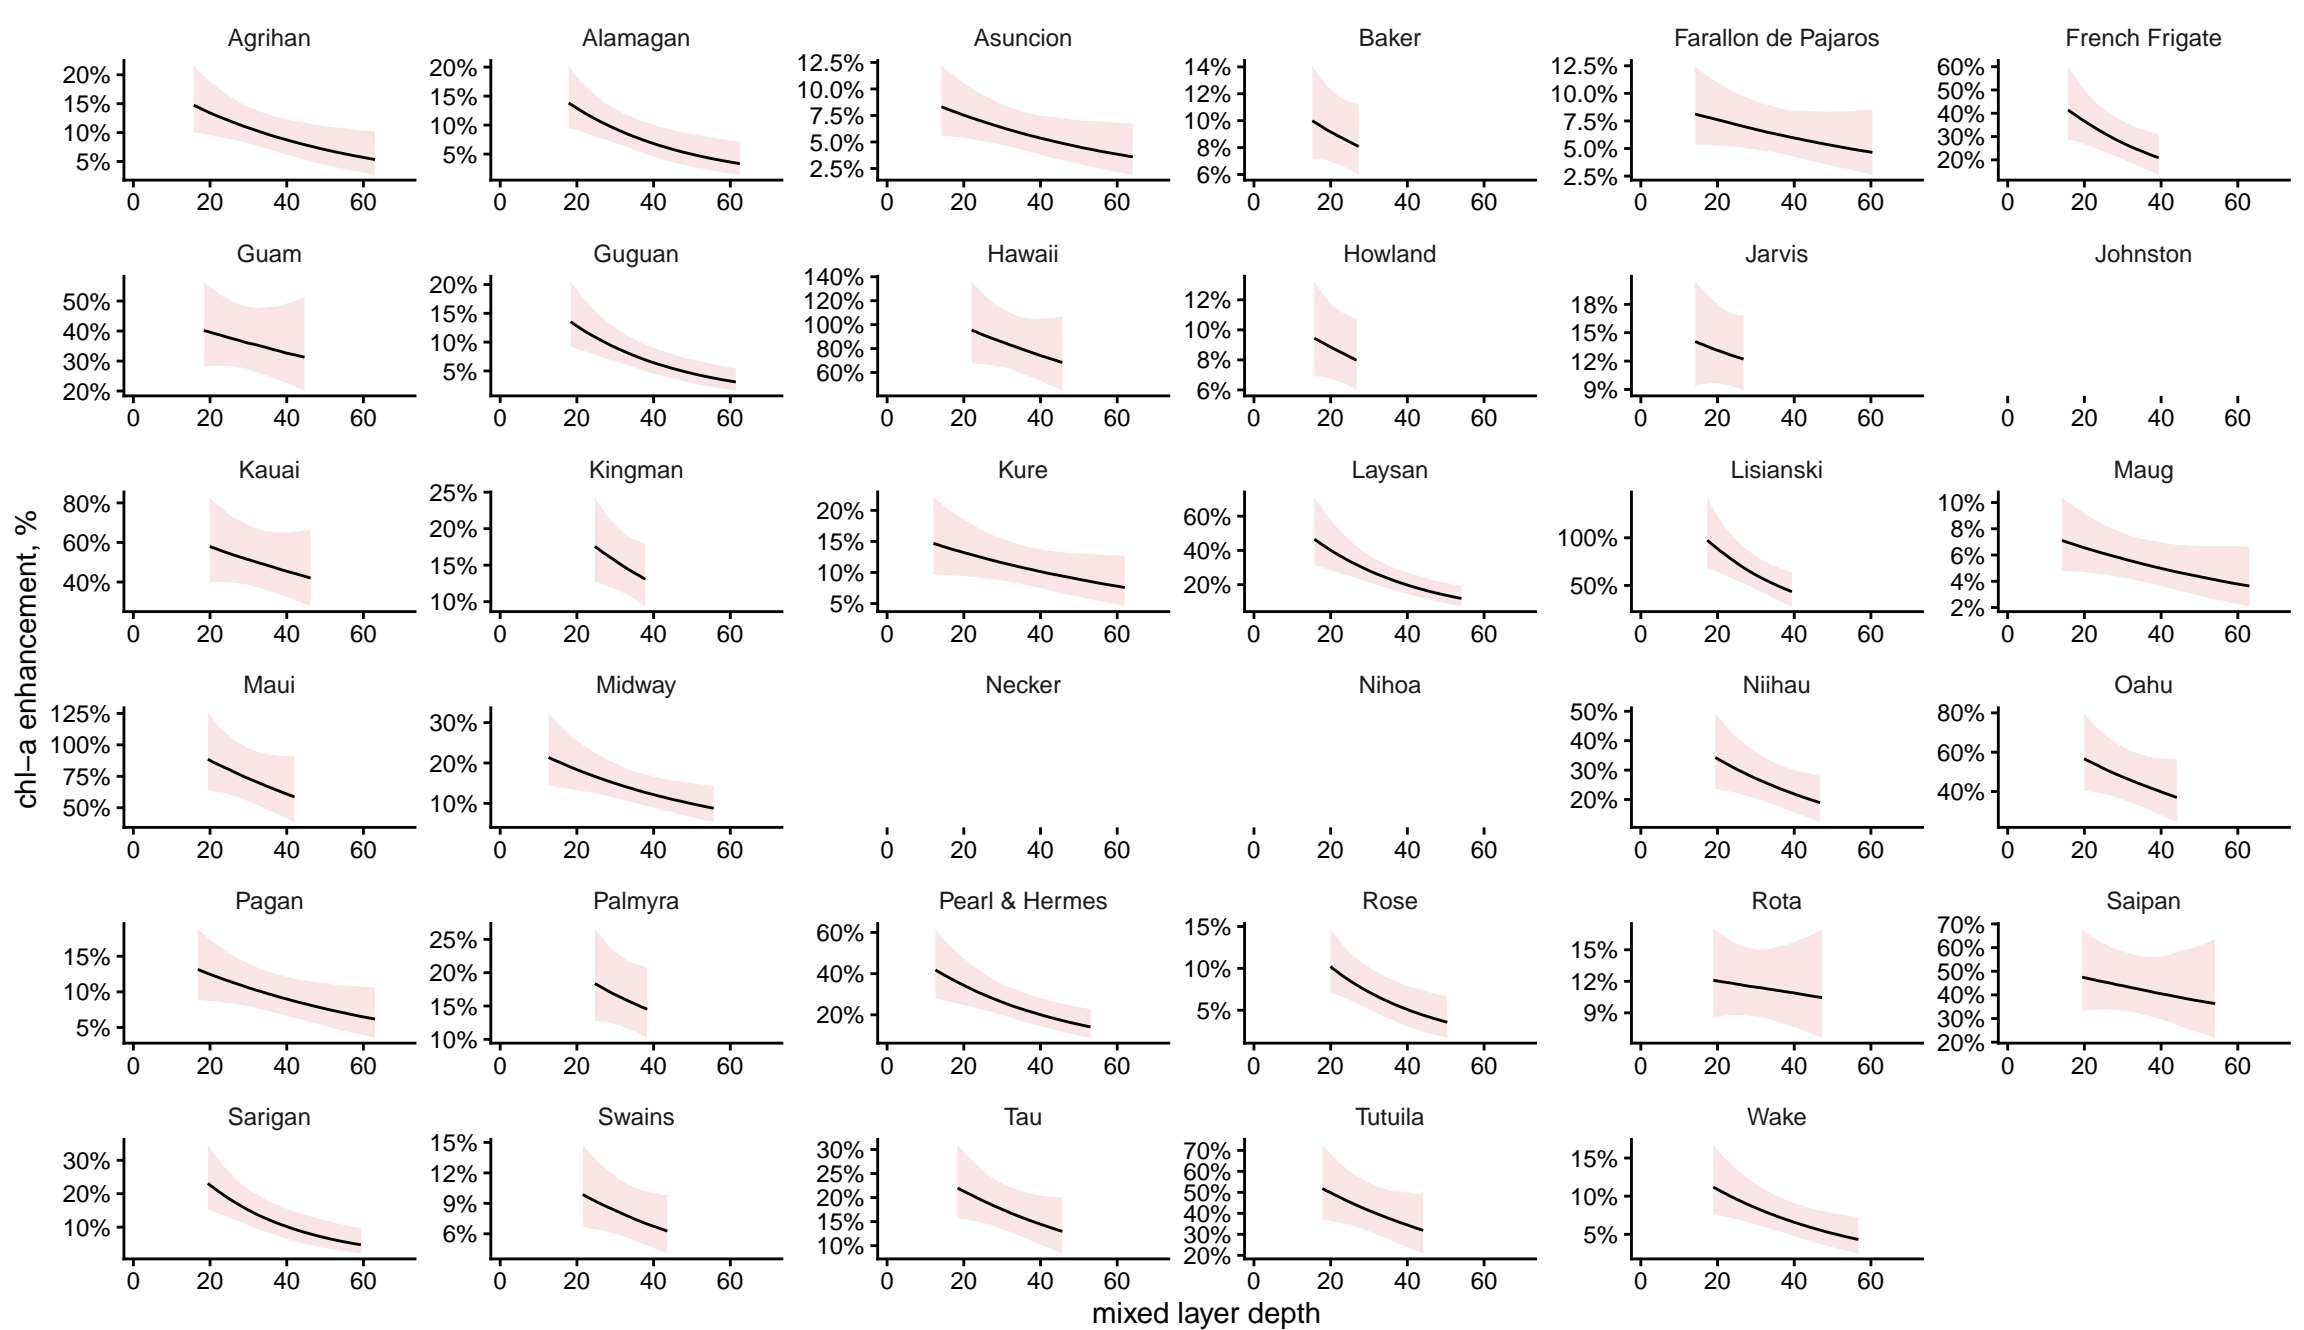 Agrihan Alamagan Asuncion Baker Farallon de Pajaros French Frigate
20% 15% 10% 5% 20% 15% 10% 5% 12.5% 10.0% 7.5% 5.0% 2.5% 14% 12% 10% 8% 6% 12.5% 10.0% 7.5% 5.0% 2.5% 60% 50% 40% 30% 20%
0 20 40 60 0 20 40 60 0 20 40 60 0 20 40 60 0 20 40 60 0 20 40 60
Guam Guguan Hawaii Howland Jarvis Johnston
50% 40% 30% 20% 20% 15% 10% 5% 140% 120% 100% 80% 60% 12% 10% 8% 6% 18% 15% 12% 9%
0 20 40 60 0 20 40 60 0 20 40 60 0 20 40 60 0 20 40 60 0 20 40 60
Kauai Kingman Kure Laysan Lisianski Maug
80% 60% 40% 25% 20% 15% 10% 20% 15% 10% 5% 60% 40% 20% 100% 50% 10% 8% 6% 4% 2%
0 20 40 60 0 20 40 60 0 20 40 60 0 20 40 60 0 20 40 60 0 20 40 60
chl−a enhancement, %
Maui Midway Necker Nihoa Niihau Oahu
125% 100% 75% 50% 30% 20% 10% 50% 40% 30% 20% 80% 60% 40%
0 20 40 60 0 20 40 60 0 20 40 60 0 20 40 60 0 20 40 60 0 20 40 60
Pagan Palmyra Pearl & Hermes Rose Rota Saipan
15% 10% 5% 25% 20% 15% 10% 60% 40% 20% 15% 10% 5% 15% 12% 9% 70% 60% 50% 40% 30% 20%
0 20 40 60 0 20 40 60 0 20 40 60 0 20 40 60 0 20 40 60 0 20 40 60
Sarigan Swains Tau Tutuila Wake
30% 20% 10% 15% 12% 9% 6% 30% 25% 20% 15% 10% 70% 60% 50% 40% 30% 20% 15% 10% 5%
0 20 40 60 0 20 40 60 0 20 40 60 0 20 40 60 0 20 40 60
mixed layer depth